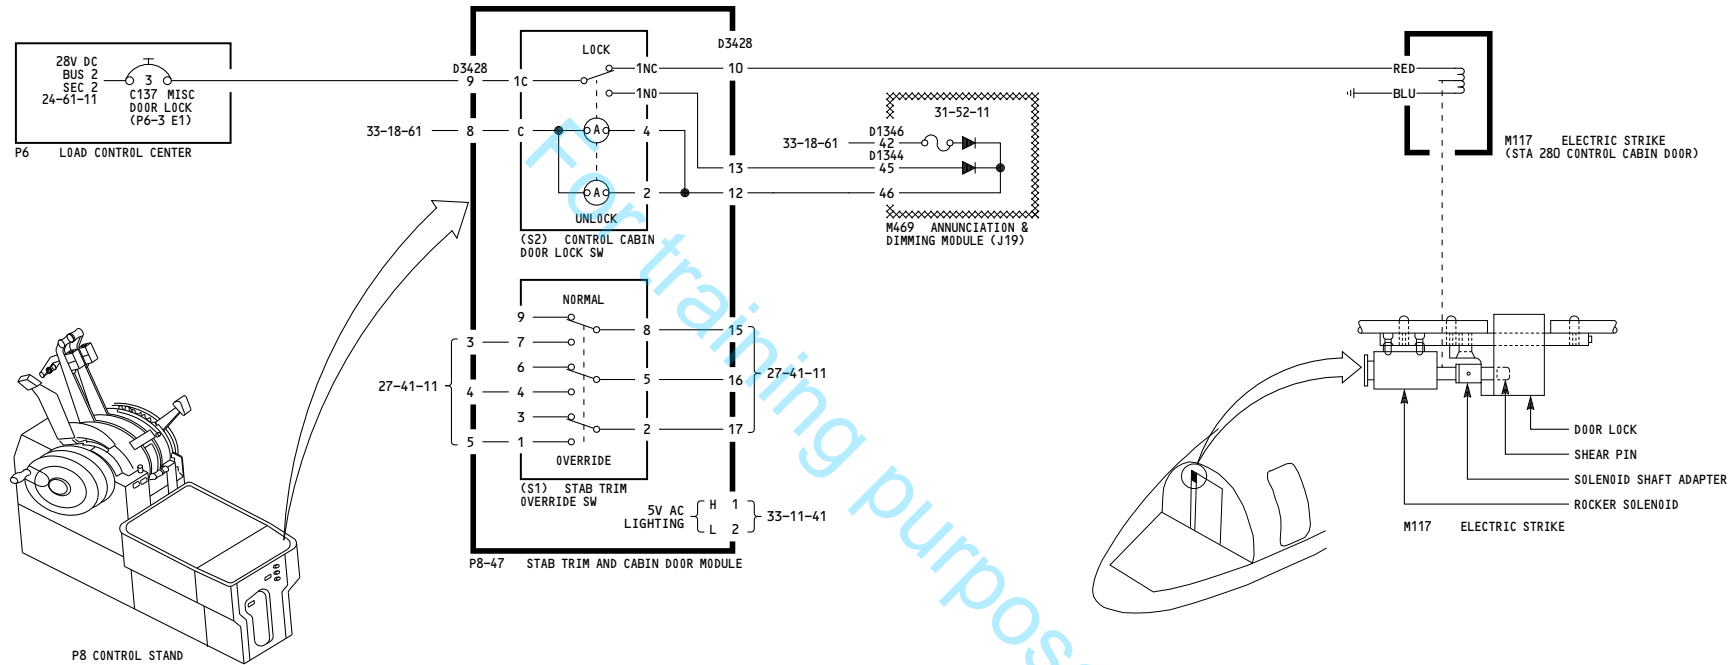 28V DC
BUS 2
SEC 2
24-61-11
3
C137 MISC
DOOR LOCK
(P6-3 E1)
P6 LOAD CONTROL CENTER
D3428
9
1C
LOCK
1NC
1NO
D3428
10
33-18-61
8
C
A
4
13
A
2
12
UNLOCK
(S2) CONTROL CABIN
DOOR LOCK SW
31-52-11
33-18-61
D1346
42
D1344
45
46
M469 ANNUNCIATION &
DIMMING MODULE (J19)
RED
BLU
M117 ELECTRIC STRIKE
(STA 280 CONTROL CABIN DOOR)
NORMAL
9
8
15
3
7
6
27-41-11
5
16
27-41-11
4
4
3
2
17
5
1
OVERRIDE
(S1) STAB TRIM
OVERRIDE SW
5V AC
LIGHTING
H 1
L 2
33-11-41
P8-47 STAB TRIM AND CABIN DOOR MODULE
P8 CONTROL STAND
DOOR LOCK
SHEAR PIN
SOLENOID SHAFT ADAPTER
ROCKER SOLENOID
M117 ELECTRIC STRIKE
For training purpos